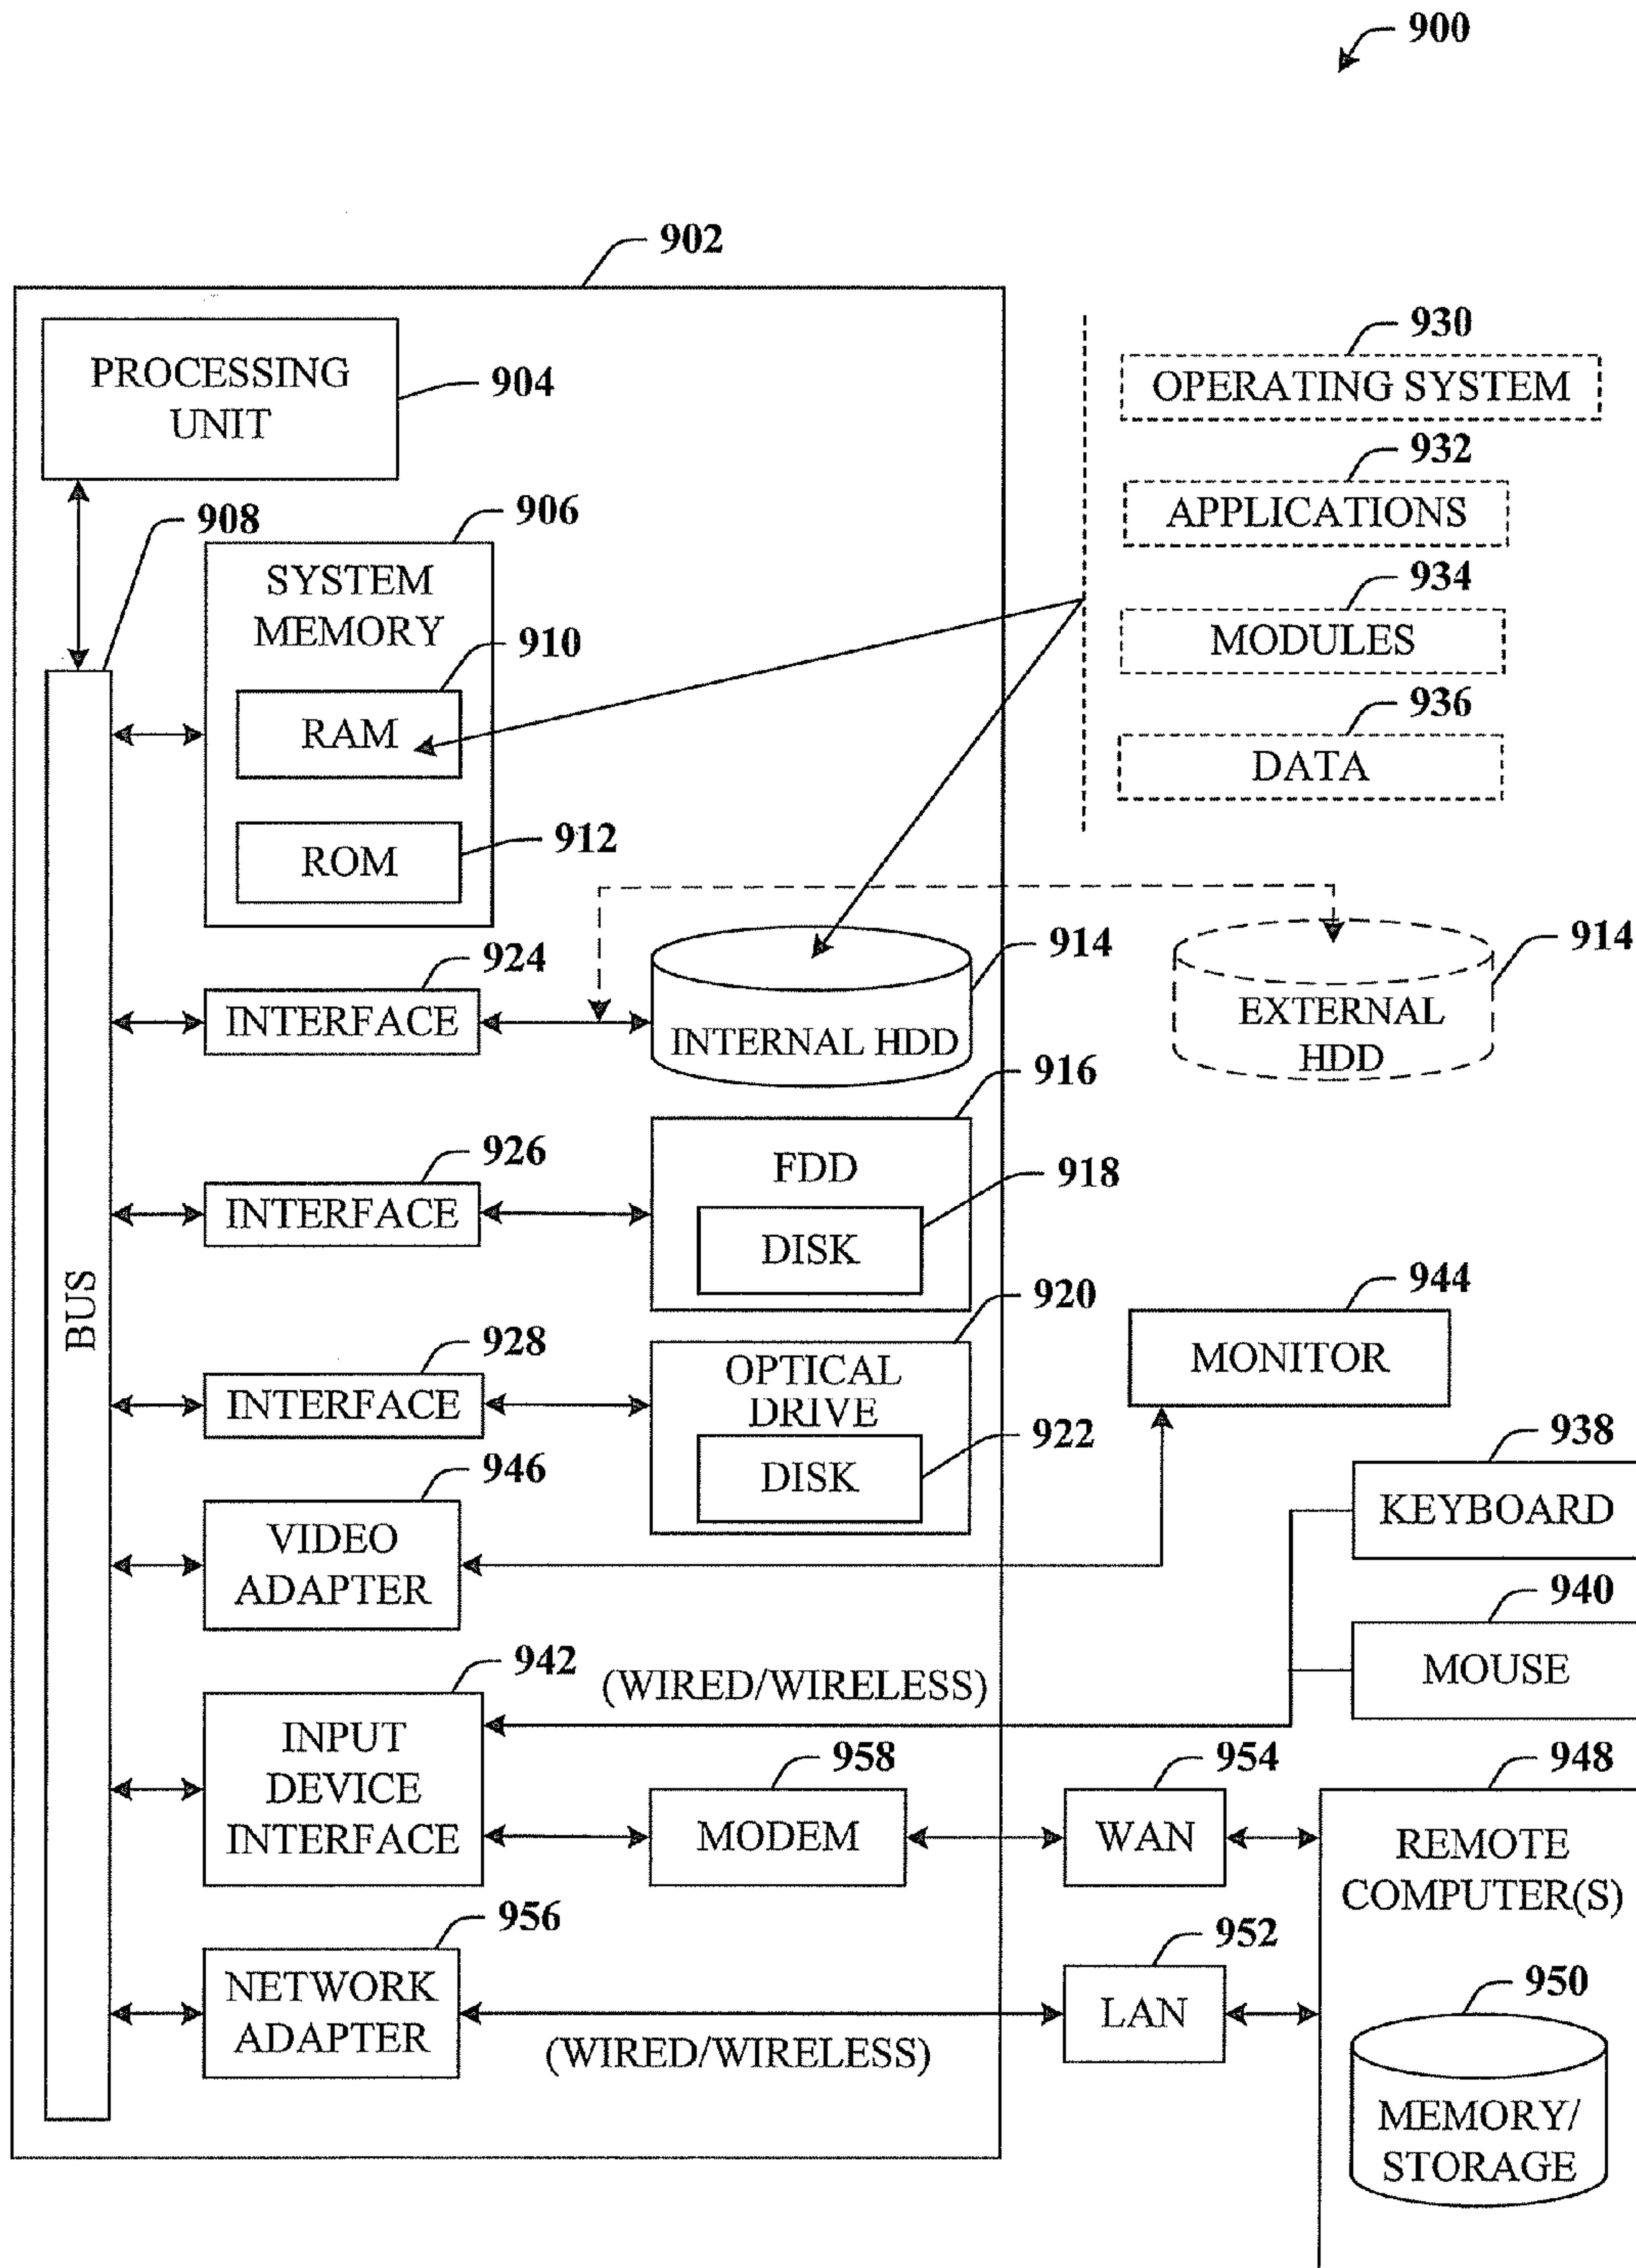 900
902
PROCESSING
UNIT
904
930
OPERATING SYSTEM
932
APPLICATIONS
934
MODULES
936
DATA
908
906
SYSTEM
MEMORY
910
RAM
912
ROM
BUS
924
INTERFACE
914
INTERNAL HDD
914
EXTERNAL
HDD
926
INTERFACE
916
FDD
918
DISK
928
INTERFACE
920
OPTICAL
DRIVE
922
DISK
944
MONITOR
946
VIDEO
ADAPTER
938
KEYBOARD
940
MOUSE
942
INPUT
DEVICE
INTERFACE
(WIRED/WIRELESS)
958
MODEM
954
WAN
948
REMOTE
COMPUTER(S)
956
NETWORK
ADAPTER
(WIRED/WIRELESS)
952
LAN
950
MEMORY/
STORAGE